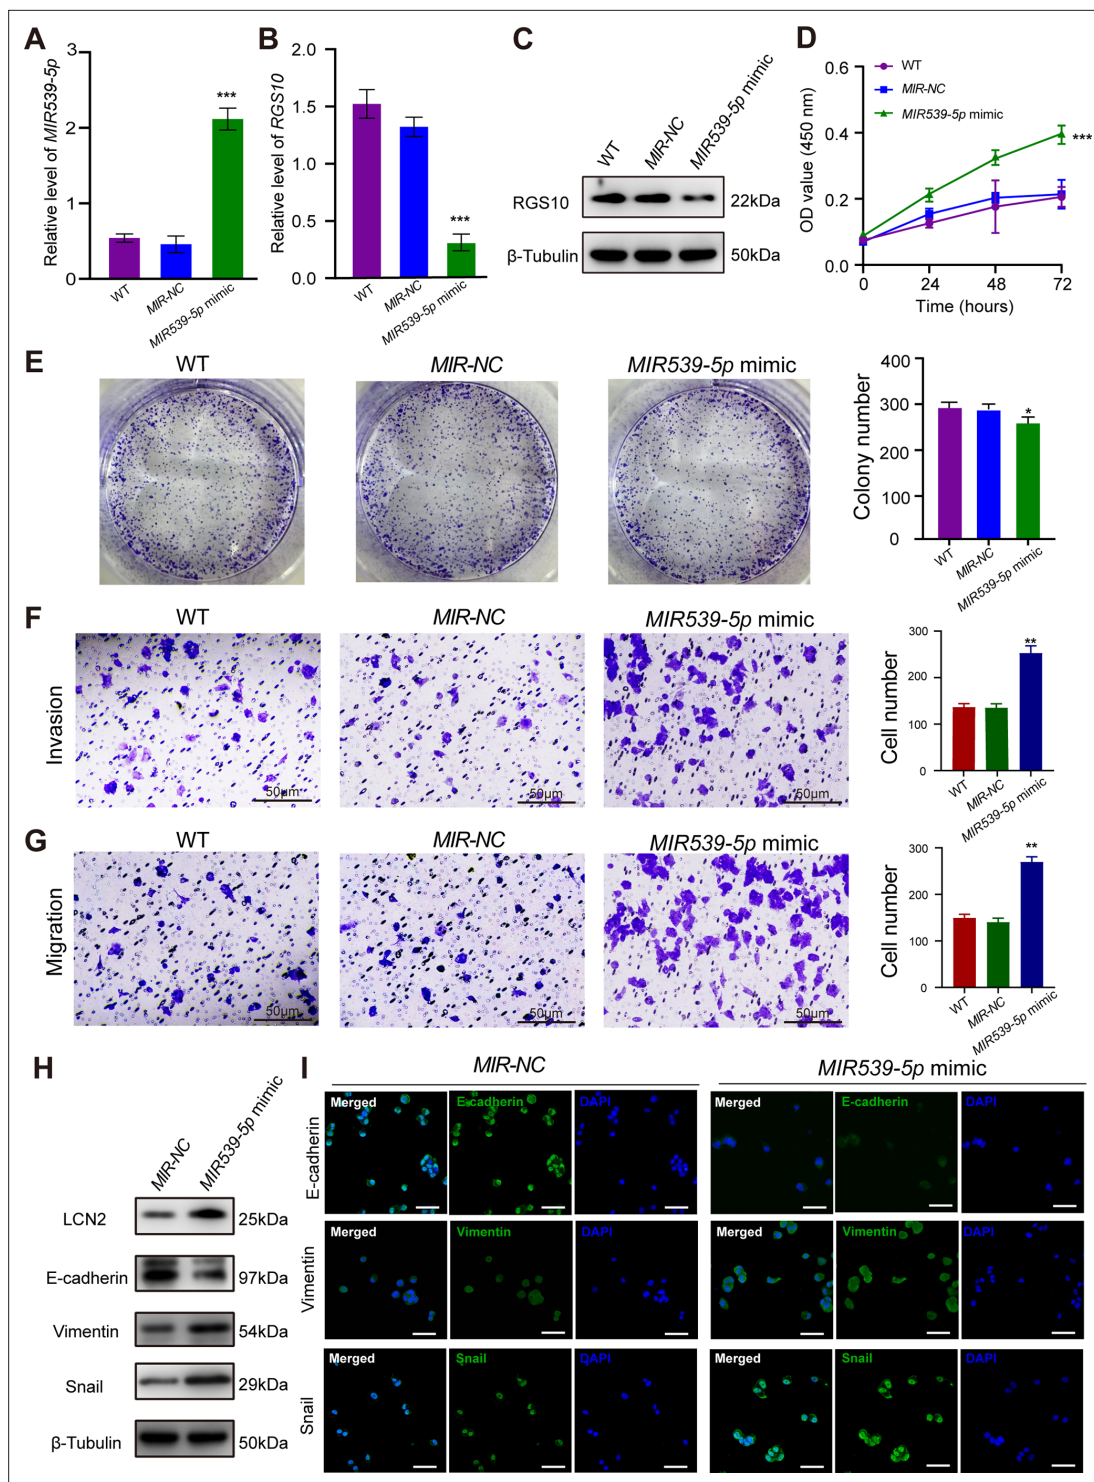 A
Relative level of MIR539-5p
3
2
1
0
***
WT
MIR-NC
MIR539-5p mimic
B
Relative level of RGS10
2.0
1.5
1.0
0.5
0.0
***
WT
MIR-NC
MIR539-5p mimic
C
WT
MIR-NC
MIR539-5p mimic
RGS10
22kDa
β-Tubulin
50kDa
D
WT
MIR-NC
MIR539-5p mimic
OD value (450 nm)
0.6
0.4
0.2
0.0
***
0
24
48
72
Time (hours)
E
WT
MIR-NC
MIR539-5p mimic
Colony number
400
300
200
100
0
*
WT
MIR-NC
MIR539-5p mimic
F
WT
MIR-NC
MIR539-5p mimic
Invasion
50μm
50μm
50μm
Cell number
300
200
100
0
**
WT
MIR-NC
MIR539-5p mimic
G
WT
MIR-NC
MIR539-5p mimic
Migration
50μm
50μm
50μm
Cell number
300
200
100
0
**
WT
MIR-NC
MIR539-5p mimic
H
MIR-NC
MIR539-5p mimic
LCN2
25kDa
E-cadherin
97kDa
Vimentin
54kDa
Snail
29kDa
β-Tubulin
50kDa
I
MIR-NC
MIR539-5p mimic
E-cadherin
Merged
E-cadherin
DAPI
Merged
E-cadherin
DAPI
Vimentin
Merged
Vimentin
DAPI
Merged
Vimentin
DAPI
Snail
Merged
Snail
DAPI
Merged
Snail
DAPI